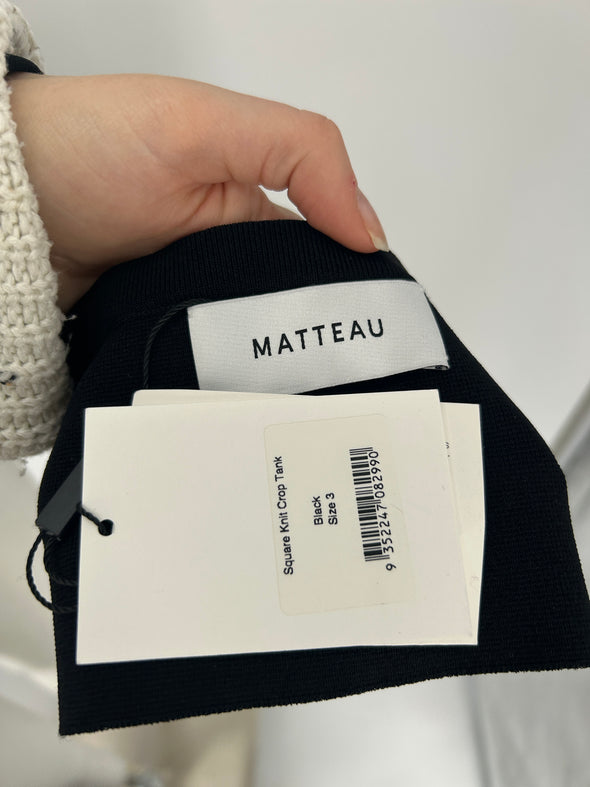 MATTEAU
Square Knit Crop Tank
Black
Size 3
9 352247 082990